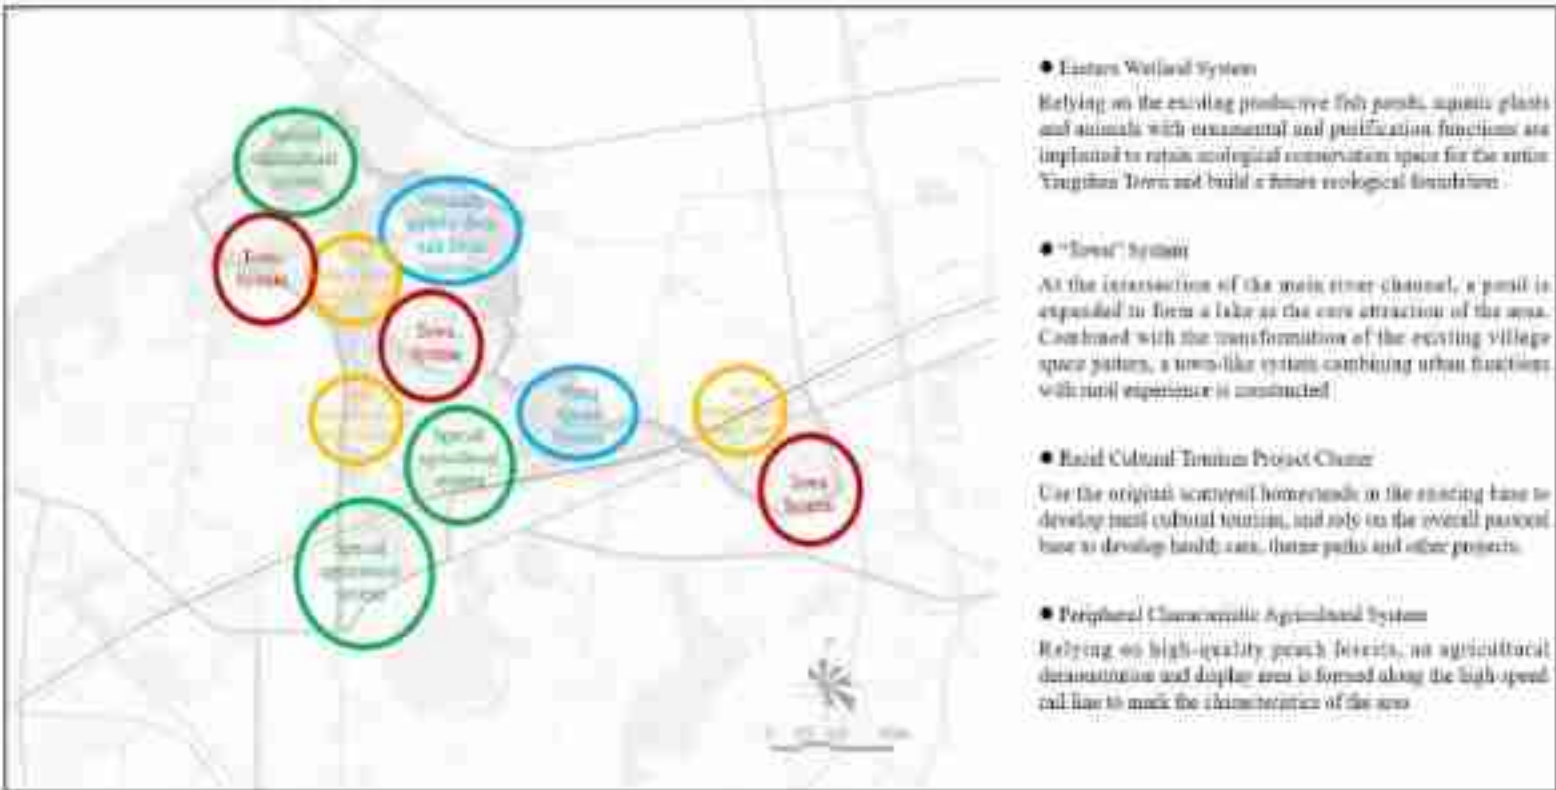 Special
agricultural
system
Town
System
Town
System
Special
agricultural
system
Special
agricultural
system
Town
System
● Eastern Wetland System
Relying on the existing productive fish ponds, aquatic plants
and animals with ornamental and purification functions are
implanted to retain ecological conservation space for the entire
Yangshan Town and build a future ecological foundation
● "Town" System
At the intersection of the main river channel, a pond is
expanded to form a lake as the core attraction of the area.
Combined with the transformation of the existing village
space pattern, a town-like system combining urban functions
with rural experience is constructed
● Rural Cultural Tourism Project Cluster
Use the original scattered homesteads in the existing base to
develop rural cultural tourism, and rely on the overall pastoral
base to develop health care, theme parks and other projects.
● Peripheral Characteristic Agricultural System
Relying on high-quality peach forests, an agricultural
demonstration and display area is formed along the high-speed
rail line to mark the characteristics of the area